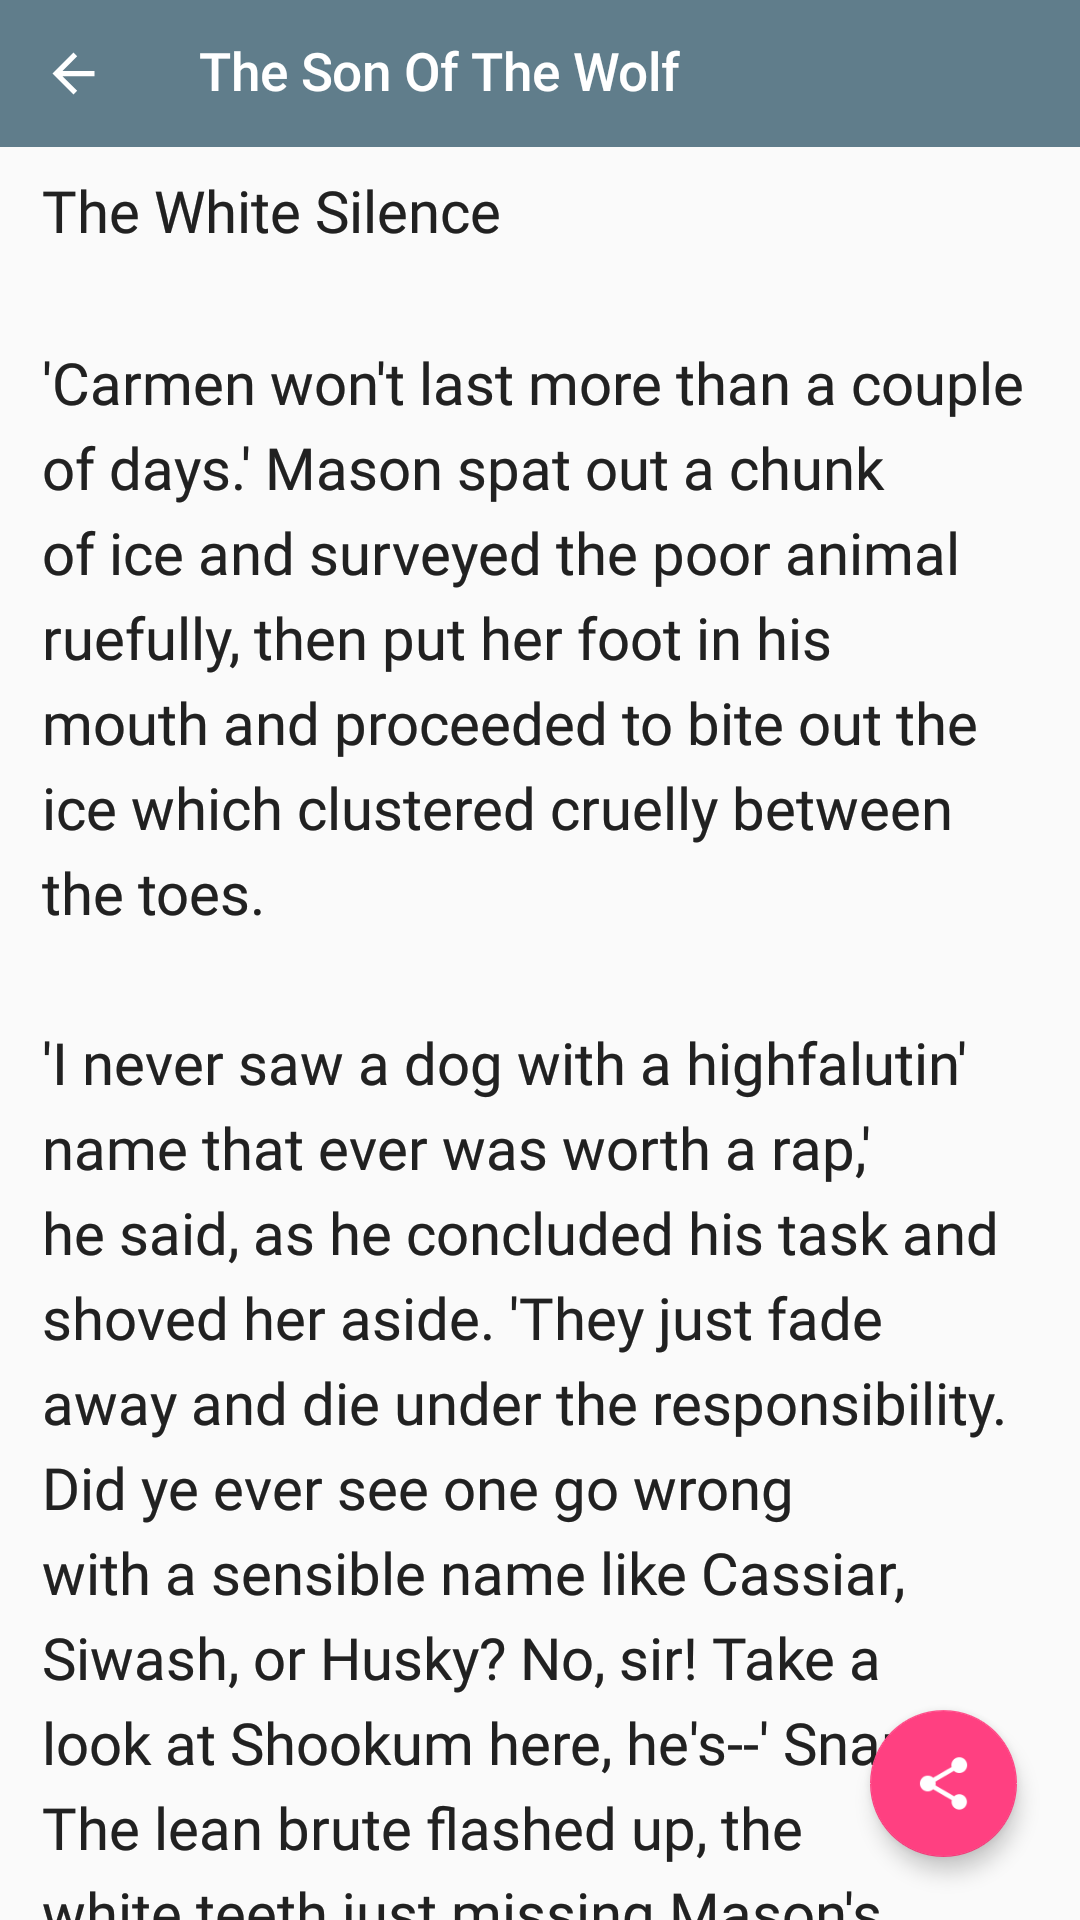 The Son Of The Wolf
The White Silence
'Carmen won't last more than a couple
of days.' Mason spat out a chunk
of ice and surveyed the poor animal
ruefully, then put her foot in his
mouth and proceeded to bite out the
ice which clustered cruelly between
the toes.
'I never saw a dog with a highfalutin'
name that ever was worth a rap,'
he said, as he concluded his task and
shoved her aside. 'They just fade
away and die under the responsibility.
Did ye ever see one go wrong
with a sensible name like Cassiar,
Siwash, or Husky? No, sir! Take a
look at Shookum here, he's--'
The lean brute flashed up, the
white teeth just missing Mason's